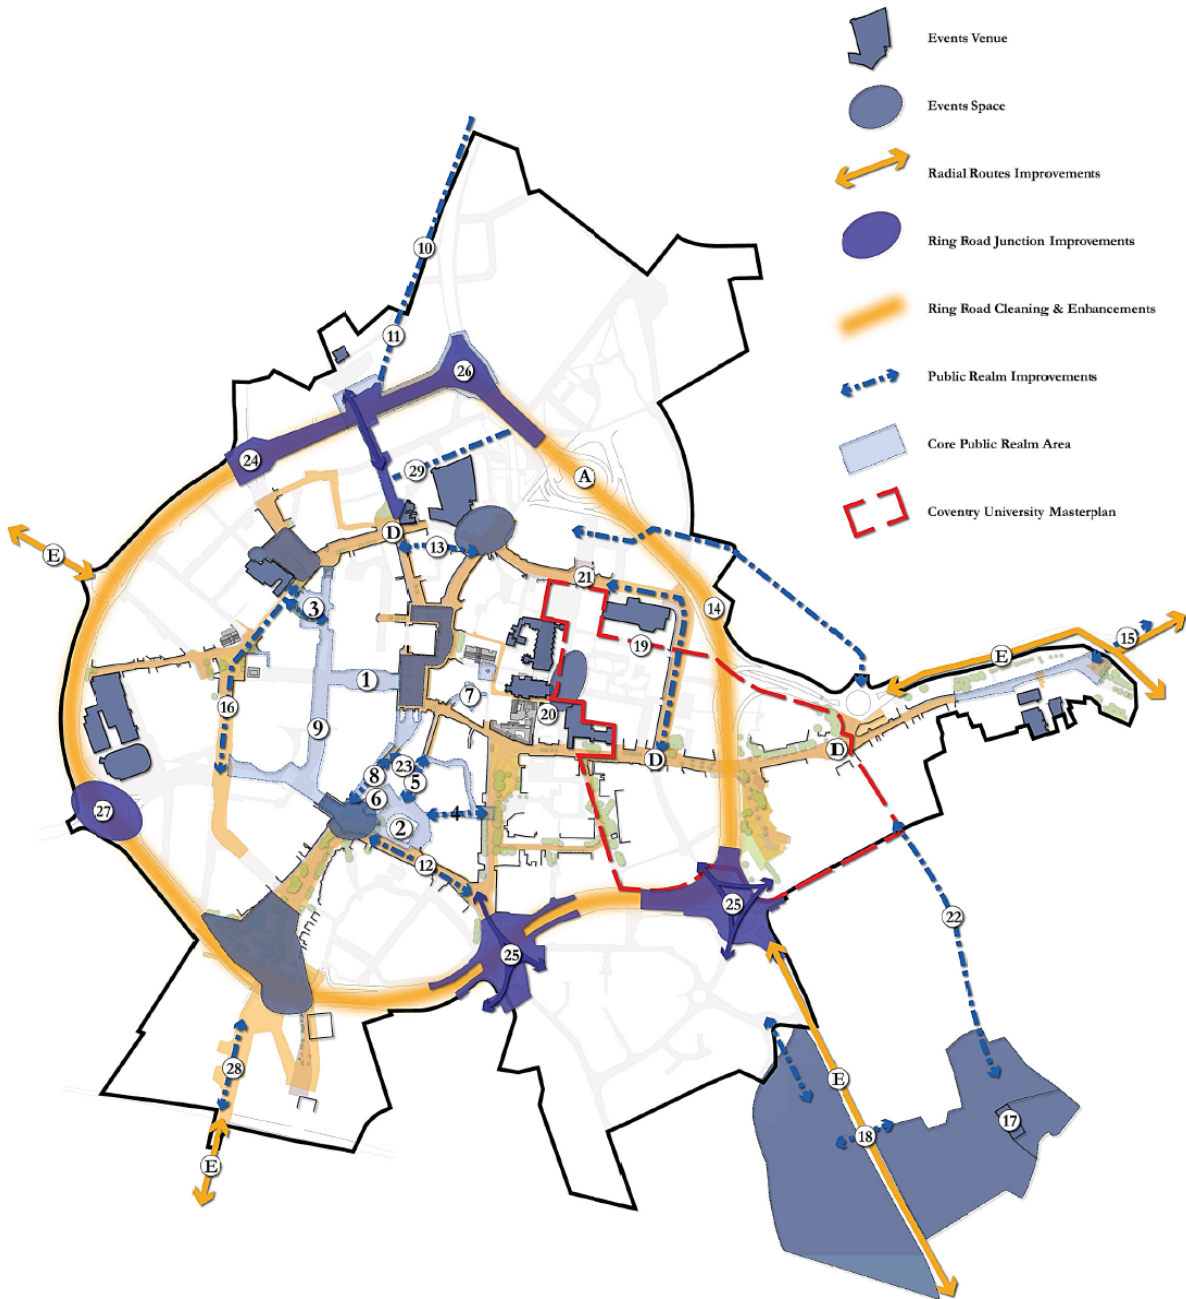 Events Venue
Events Space
Radial Routes Improvements
Ring Road Junction Improvements
Ring Road Cleaning & Enhancements
Public Realm Improvements
Core Public Realm Area
Coventry University Masterplan
10
11
26
24
29
A
E
D
13
21
3
14
19
15
E
1
7
16
20
9
D
D
8
23
5
6
27
4
2
12
25
22
25
28
E
17
18
E